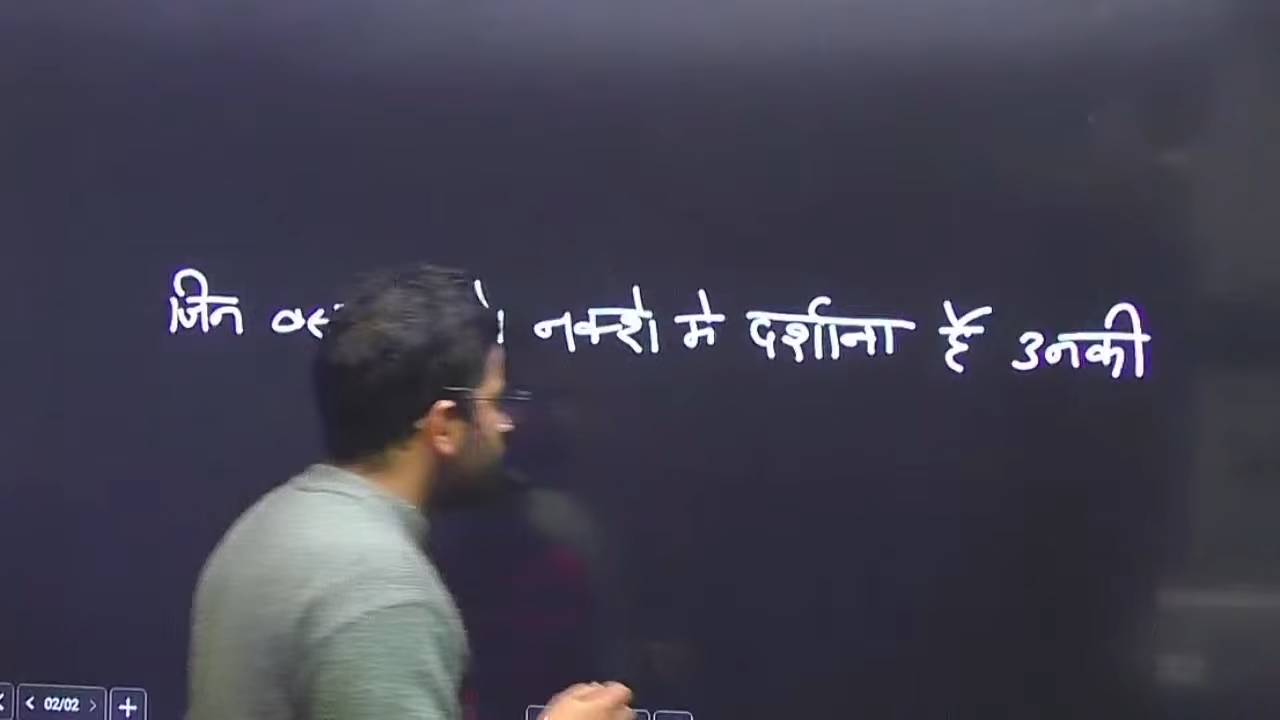 जिन नक्शे मे दर्शाना है उनकी
< 02/02 > +